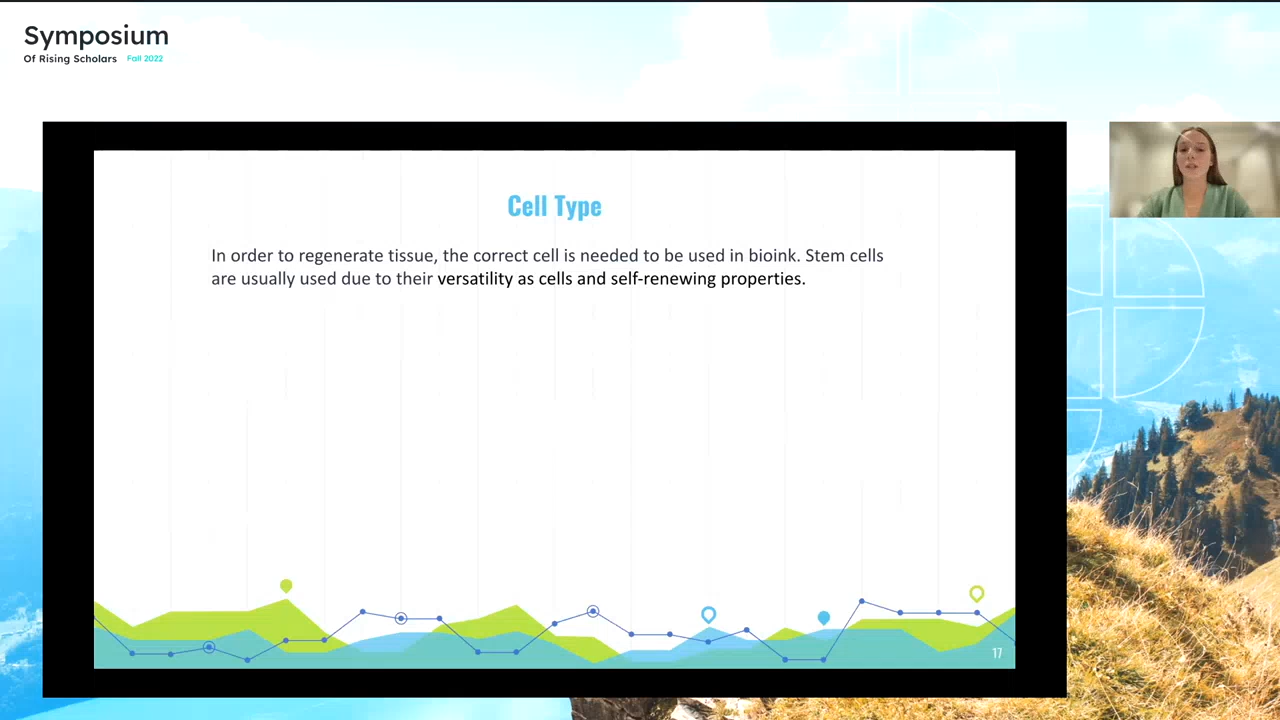 Symposium
Of Rising Scholars Fall 2022
Cell Type
In order to regenerate tissue, the correct cell is needed to be used in bioink. Stem cells
are usually used due to their versatility as cells and self-renewing properties.
17